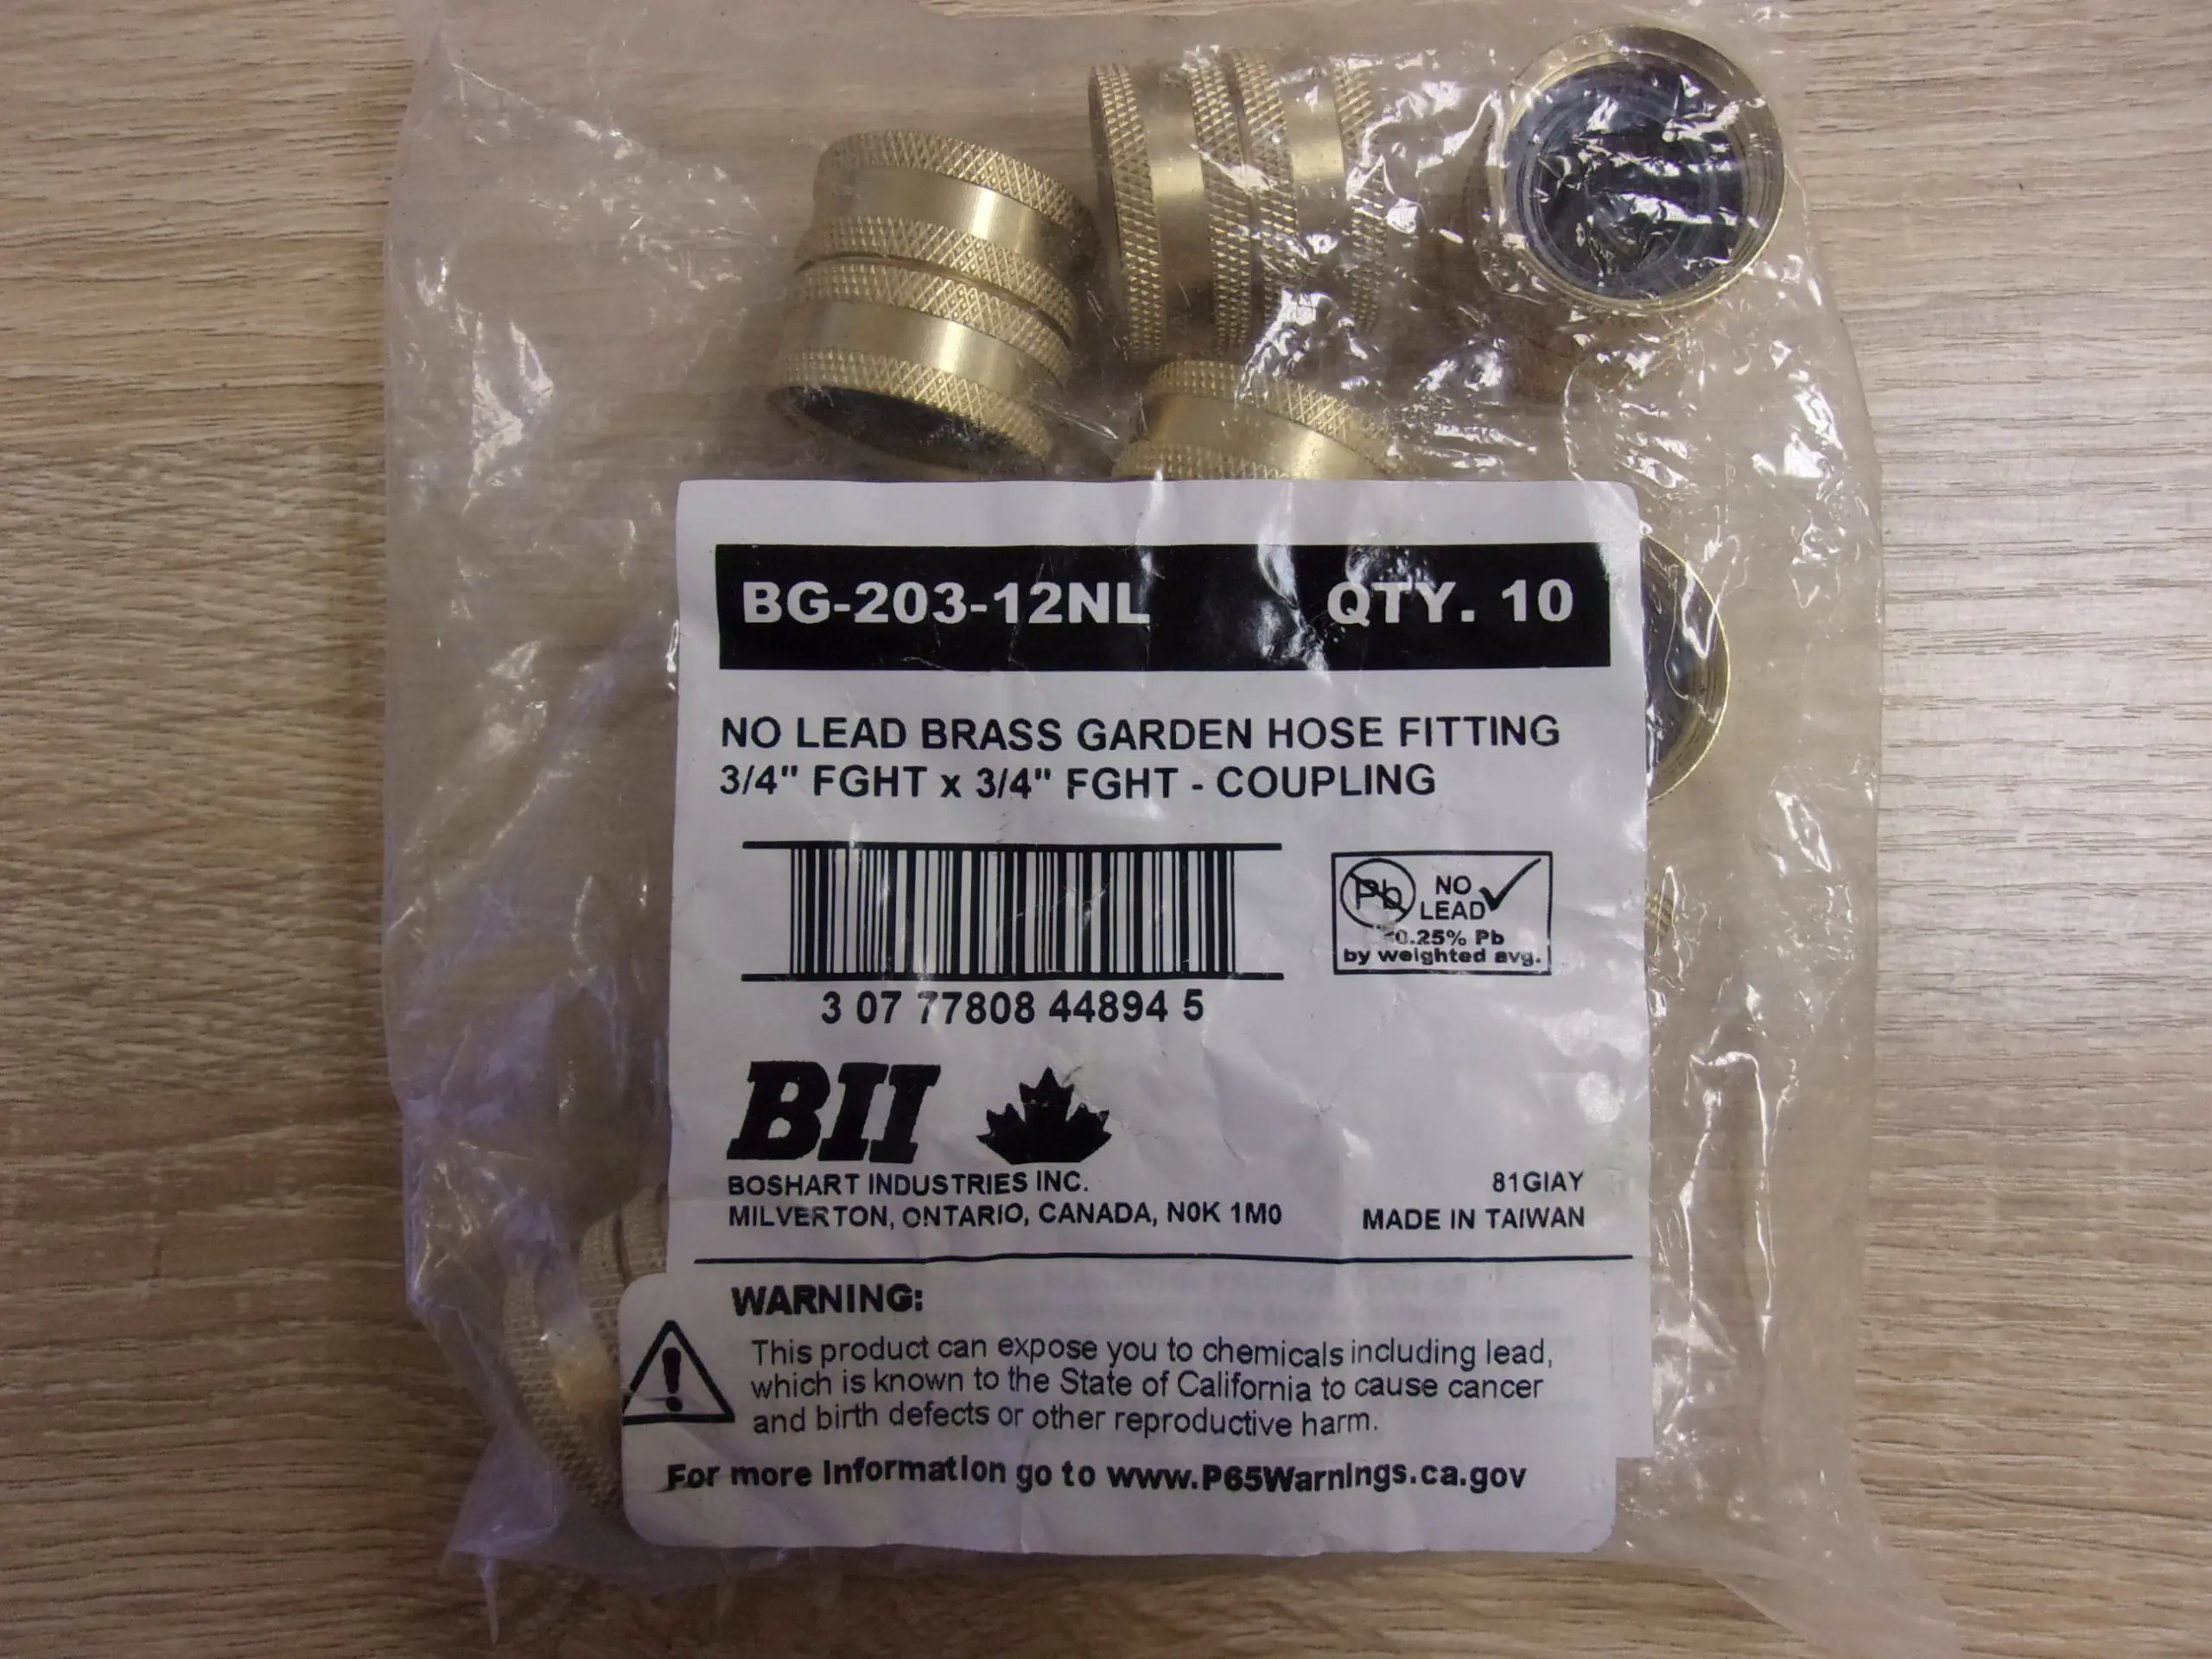 BG-203-12NL QTY. 10
NO LEAD BRASS GARDEN HOSE FITTING
3/4" FGHT x 3/4" FGHT - COUPLING
Pb NO
LEAD
0.25% Pb
by weighted avg.
3 07 77808 44894 5
BII
BOSHART INDUSTRIES INC. 81GIAY
MILVERTON, ONTARIO, CANADA, N0K 1M0 MADE IN TAIWAN
WARNING:
This product can expose you to chemicals including lead,
which is known to the State of California to cause cancer
and birth defects or other reproductive harm.
For more information go to www.P65Warnings.ca.gov